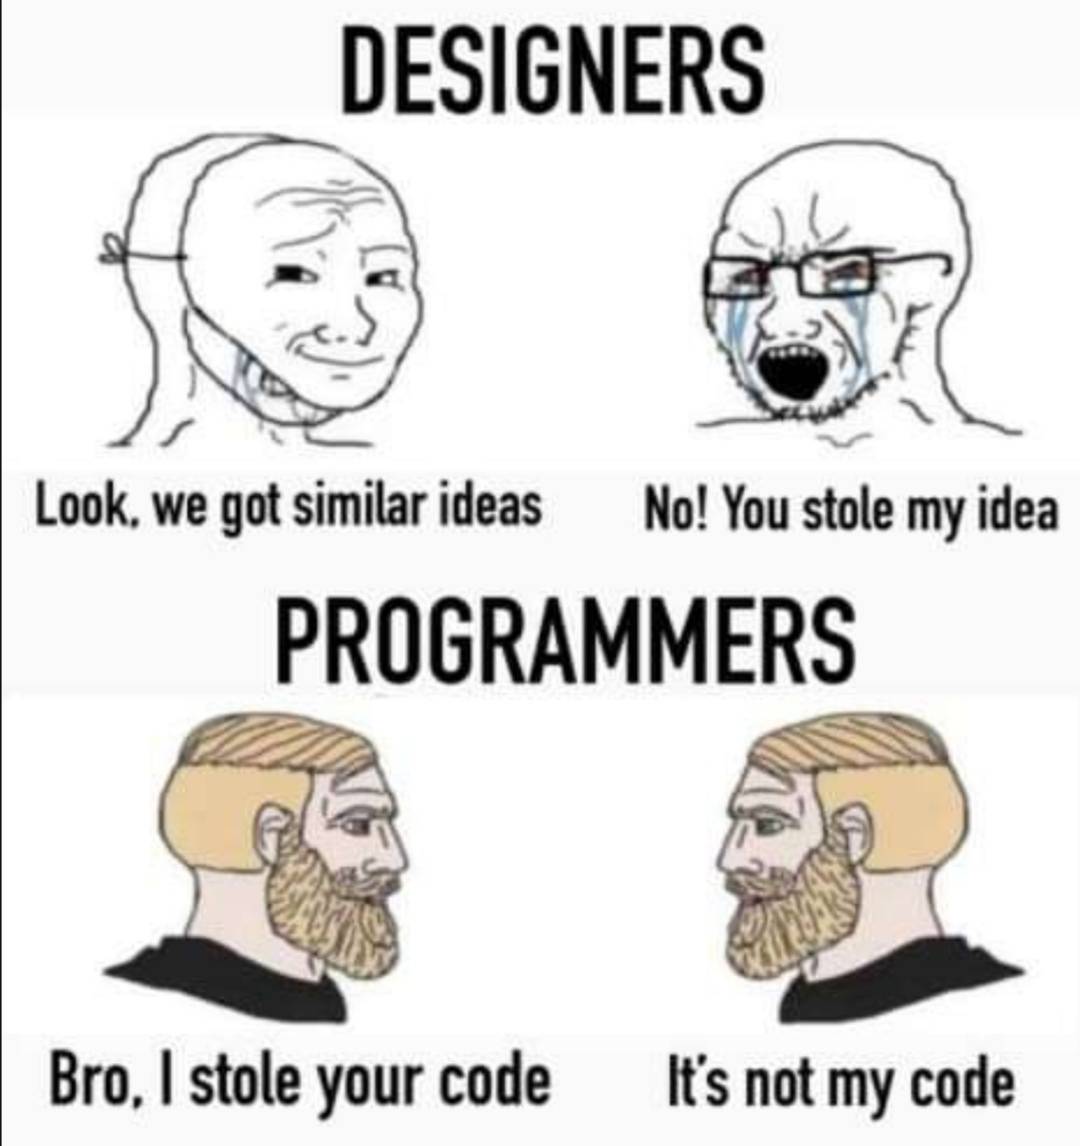 DESIGNERS
Look, we got similar ideas
No! You stole my idea
PROGRAMMERS
Bro, I stole your code
It's not my code